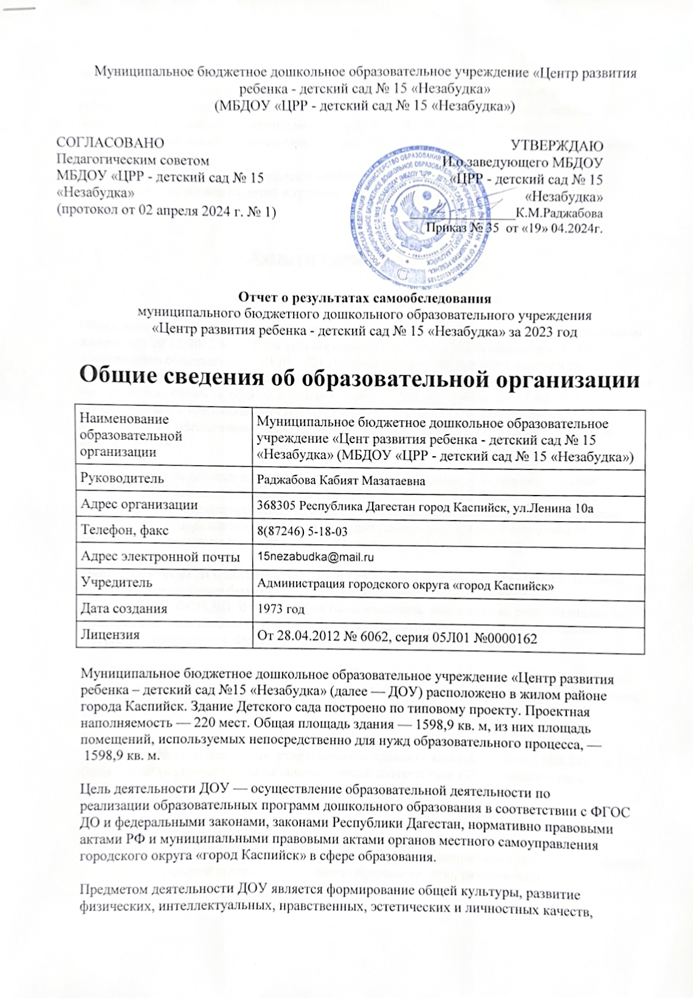 Муниципальное бюджетное дошкольное образовательное учреждение «Центр развития
ребенка - детский сад № 15 «Незабудка»
(МБДОУ «ЦРР - детский сад № 15 «Незабудка»)
СОГЛАСОВАНО
Педагогическим советом
МБДОУ «ЦРР - детский сад № 15
«Незабудка»
(протокол от 02 апреля 2024 г. № 1)
УТВЕРЖДАЮ
И.о.заведующего МБДОУ
«ЦРР - детский сад № 15
«Незабудка»
К.М.Раджабова
Приказ № 35 от «19» 04.2024г.
Отчет о результатах самообследования
муниципального бюджетного дошкольного образовательного учреждения
«Центр развития ребенка - детский сад № 15 «Незабудка» за 2023 год
Общие сведения об образовательной организации
Наименование
образовательной
организации
Муниципальное бюджетное дошкольное образовательное
учреждение «Цент развития ребенка - детский сад № 15
«Незабудка» (МБДОУ «ЦРР - детский сад № 15 «Незабудка»)
Руководитель
Раджабова Кабият Мазатаевна
Адрес организации
368305 Республика Дагестан город Каспийск, ул.Ленина 10а
Телефон, факс
8(87246) 5-18-03
Адрес электронной почты
15nezabudka@mail.ru
Учредитель
Администрация городского округа «город Каспийск»
Дата создания
1973 год
Лицензия
От 28.04.2012 № 6062, серия 05Л01 №0000162
Муниципальное бюджетное дошкольное образовательное учреждение «Центр развития
ребенка – детский сад №15 «Незабудка» (далее — ДОУ) расположено в жилом районе
города Каспийск. Здание Детского сада построено по типовому проекту. Проектная
наполняемость — 220 мест. Общая площадь здания — 1598,9 кв. м, из них площадь
помещений, используемых непосредственно для нужд образовательного процесса, —
1598,9 кв. м.
Цель деятельности ДОУ — осуществление образовательной деятельности по
реализации образовательных программ дошкольного образования в соответствии с ФГОС
ДО и федеральными законами, законами Республики Дагестан, нормативно правовыми
актами РФ и муниципальными правовыми актами органов местного самоуправления
городского округа «город Каспийск» в сфере образования.
Предметом деятельности ДОУ является формирование общей культуры, развитие
физических, интеллектуальных, нравственных, эстетических и личностных качеств,